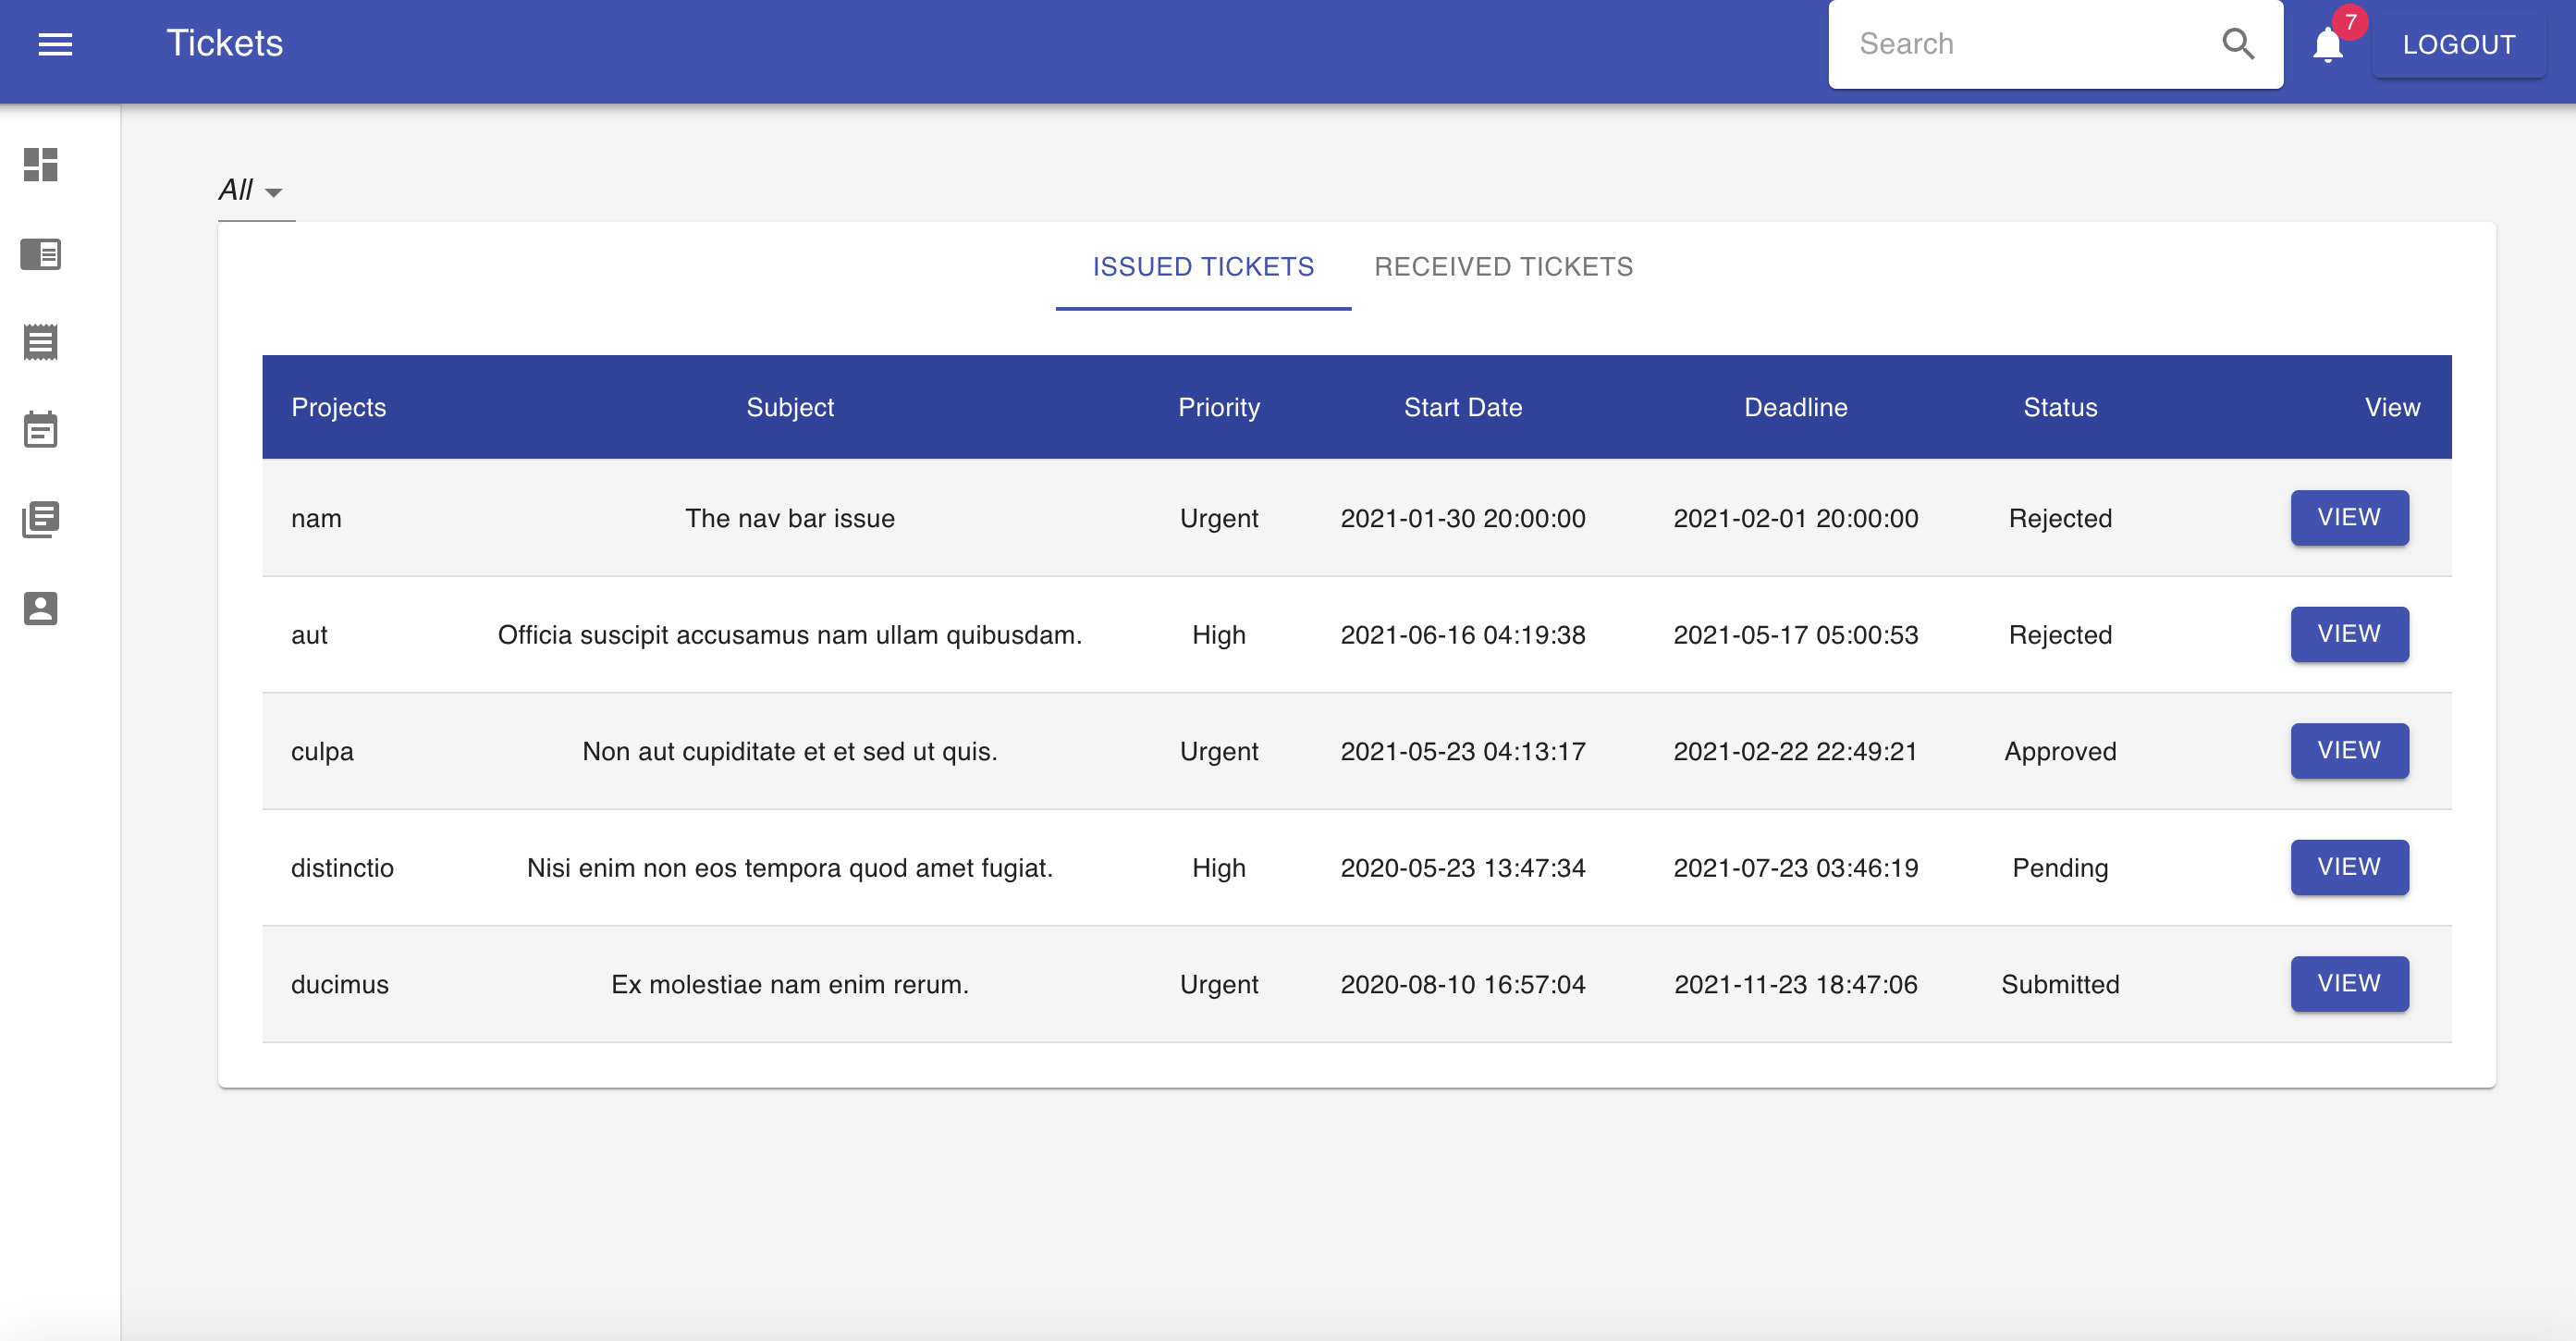 Tickets Search 7 LOGOUT
All
ISSUED TICKETS RECEIVED TICKETS
Projects Subject Priority Start Date Deadline Status View
nam The nav bar issue Urgent 2021-01-30 20:00:00 2021-02-01 20:00:00 Rejected VIEW
aut Officia suscipit accusamus nam ullam quibusdam. High 2021-06-16 04:19:38 2021-05-17 05:00:53 Rejected VIEW
culpa Non aut cupiditate et et sed ut quis. Urgent 2021-05-23 04:13:17 2021-02-22 22:49:21 Approved VIEW
distinctio Nisi enim non eos tempora quod amet fugiat. High 2020-05-23 13:47:34 2021-07-23 03:46:19 Pending VIEW
ducimus Ex molestiae nam enim rerum. Urgent 2020-08-10 16:57:04 2021-11-23 18:47:06 Submitted VIEW